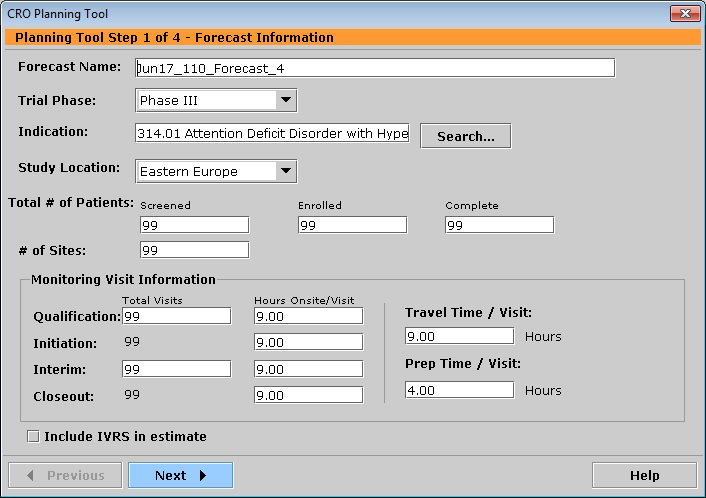 CRO Planning Tool
Planning Tool Step 1 of 4 - Forecast Information
Forecast Name: Jun17_110_Forecast_4
Trial Phase: Phase III
Indication: 314.01 Attention Deficit Disorder with Hype Search...
Study Location: Eastern Europe
Total # of Patients: Screened Enrolled Complete
99 99 99
# of Sites: 99
Monitoring Visit Information
Total Visits Hours Onsite/Visit
Qualification: 99 9.00
Initiation: 99 9.00
Interim: 99 9.00
Closeout: 99 9.00
Travel Time / Visit:
9.00 Hours
Prep Time / Visit:
4.00 Hours
Include IVRS in estimate
Previous Next Help